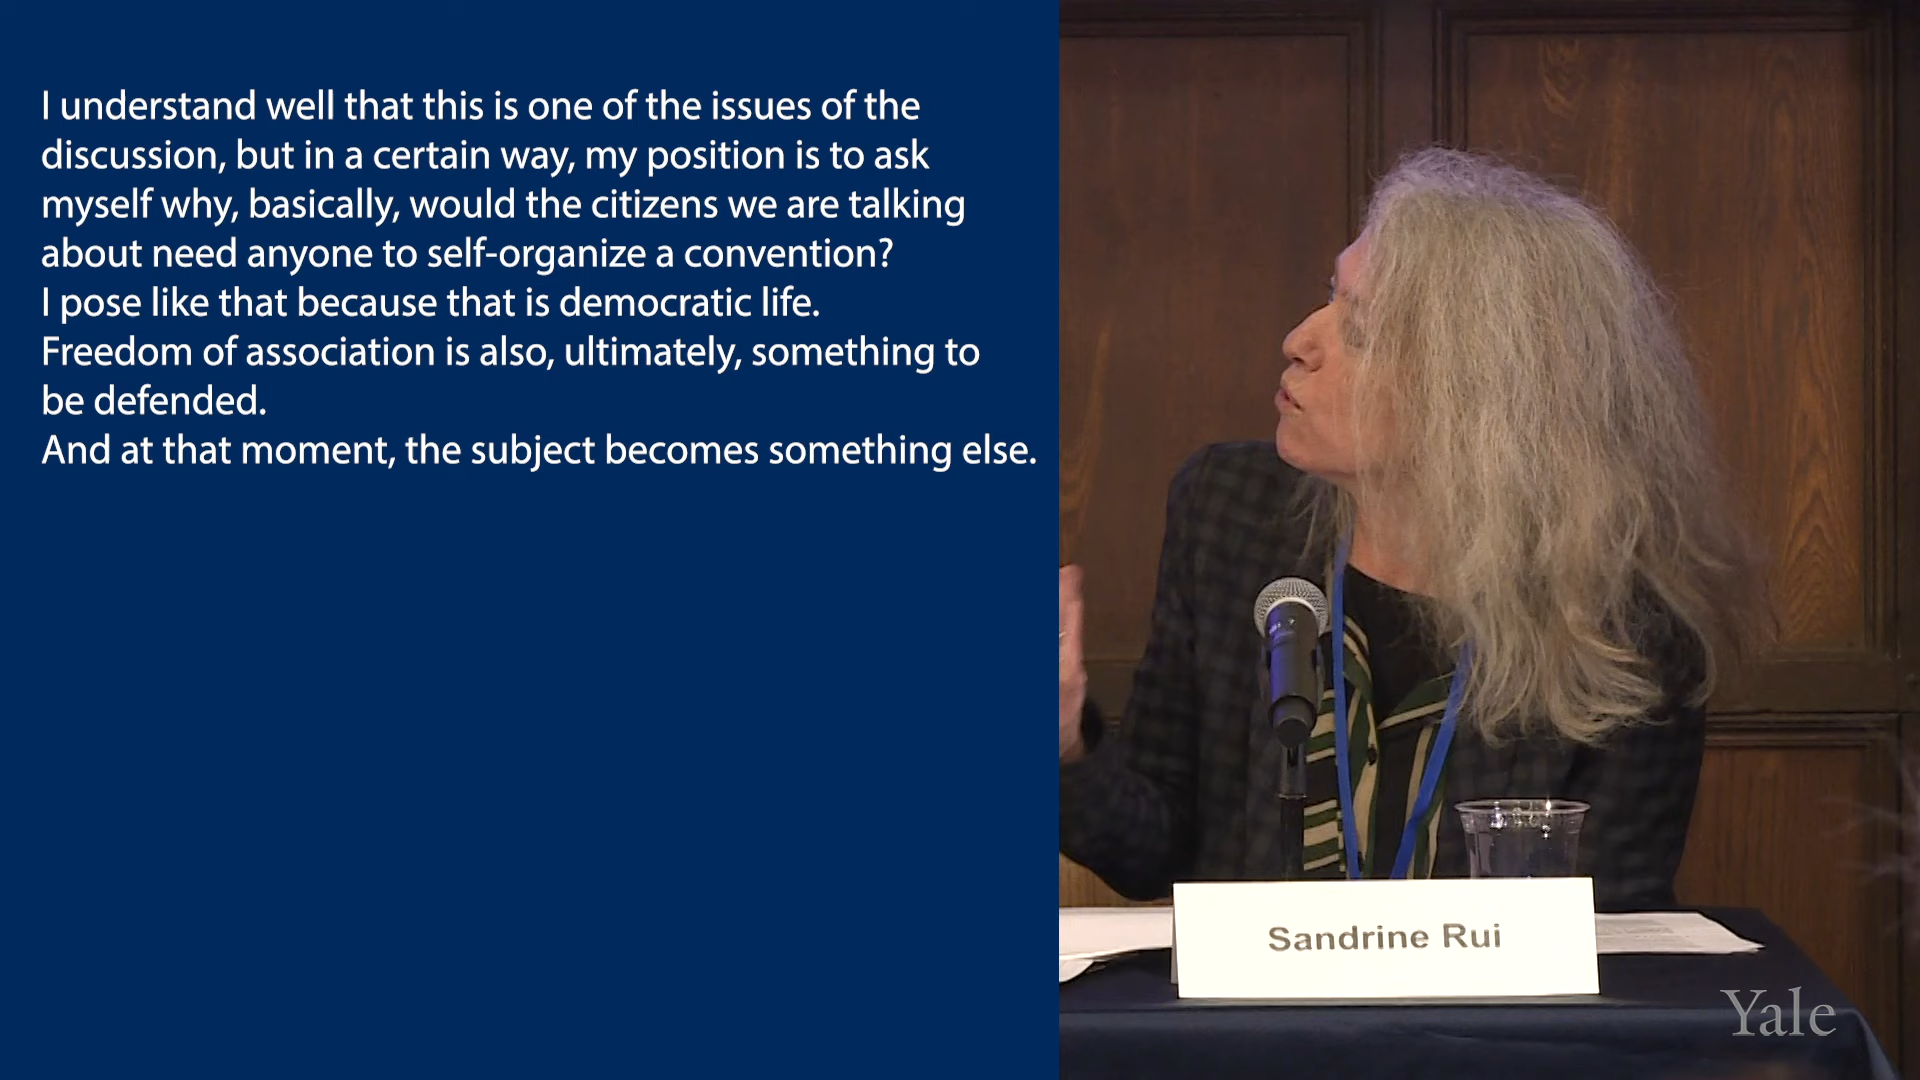 I understand well that this is one of the issues of the
discussion, but in a certain way, my position is to ask
myself why, basically, would the citizens we are talking
about need anyone to self-organize a convention?
I pose like that because that is democratic life.
Freedom of association is also, ultimately, something to
be defended.
And at that moment, the subject becomes something else.
Sandrine Rui
Yale